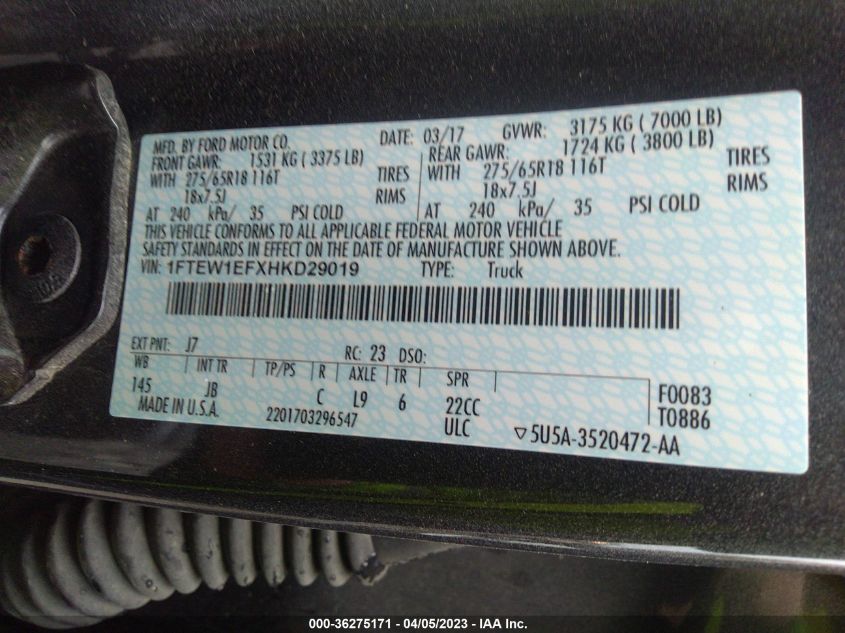 MFD. BY FORD MOTOR CO. DATE: 03/17 GVWR: 3175 KG ( 7000 LB)
FRONT GAWR: 1531 KG ( 3375 LB) REAR GAWR: 1724 KG ( 3800 LB)
WITH 275/65R18 116T TIRES WITH 275/65R18 116T TIRES
18x7.5J RIMS 18x7.5J RIMS
AT 240 kPa/ 35 PSI COLD AT 240 kPa/ 35 PSI COLD
THIS VEHICLE CONFORMS TO ALL APPLICABLE FEDERAL MOTOR VEHICLE
SAFETY STANDARDS IN EFFECT ON THE DATE OF MANUFACTURE SHOWN ABOVE.
VIN: 1FTEW1EFXHKD29019 TYPE: Truck
EXT PNT: J7 RC: 23 DSO:
WB INT TR TP/PS R AXLE TR SPR
145 JB C L9 6 22CC F0083
MADE IN U.S.A. 2201703296547 ULC T0886
▽5U5A-3520472-AA
000-36275171 - 04/05/2023 - IAA Inc.